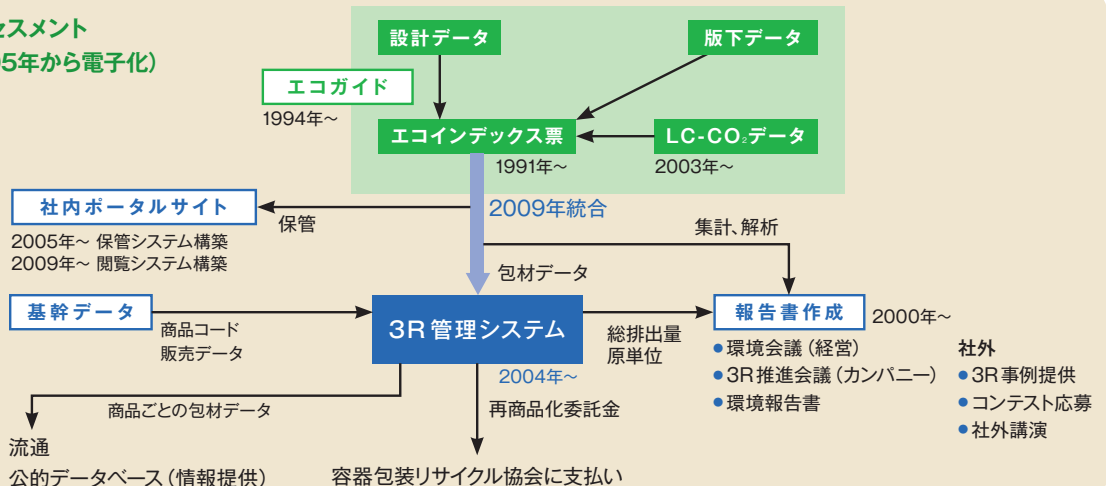 セスメント
95年から電子化）
設計データ
版下データ
エコガイド
1994年～
エコインデックス票
LC-CO₂データ
1991年～
2003年～
社内ポータルサイト
保管
2009年統合
2005年～ 保管システム構築
2009年～ 閲覧システム構築
集計、解析
包材データ
基幹データ
商品コード
販売データ
3R管理システム
2004年～
総排出量
原単位
報告書作成
2000年～
●環境会議（経営）
●3R推進会議（カンパニー）
●環境報告書
社外
●3R事例提供
●コンテスト応募
●社外講演
商品ごとの包材データ
再商品化委託金
流通
公的データベース（情報提供）
容器包装リサイクル協会に支払い